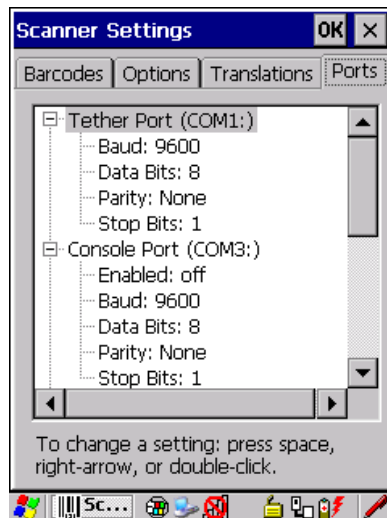 Scanner Settings OK ×
Barcodes Options Translations Ports
Tether Port (COM1:)
Baud: 9600
Data Bits: 8
Parity: None
Stop Bits: 1
Console Port (COM3:)
Enabled: off
Baud: 9600
Data Bits: 8
Parity: None
Stop Bits: 1
To change a setting: press space,
right-arrow, or double-click.
Sc...